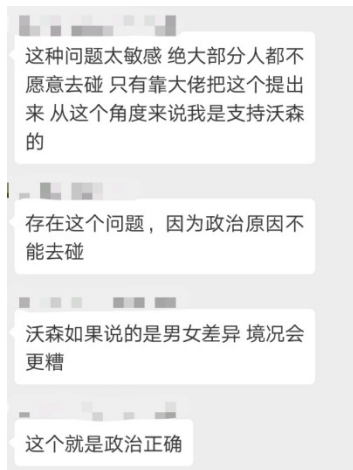 这种问题太敏感 绝大部分人都不
愿意去碰 只有靠大佬把这个提出
来 从这个角度来说我是支持沃森
的
存在这个问题，因为政治原因不
能去碰
沃森如果说的是男女差异 境况会
更糟
这个就是政治正确